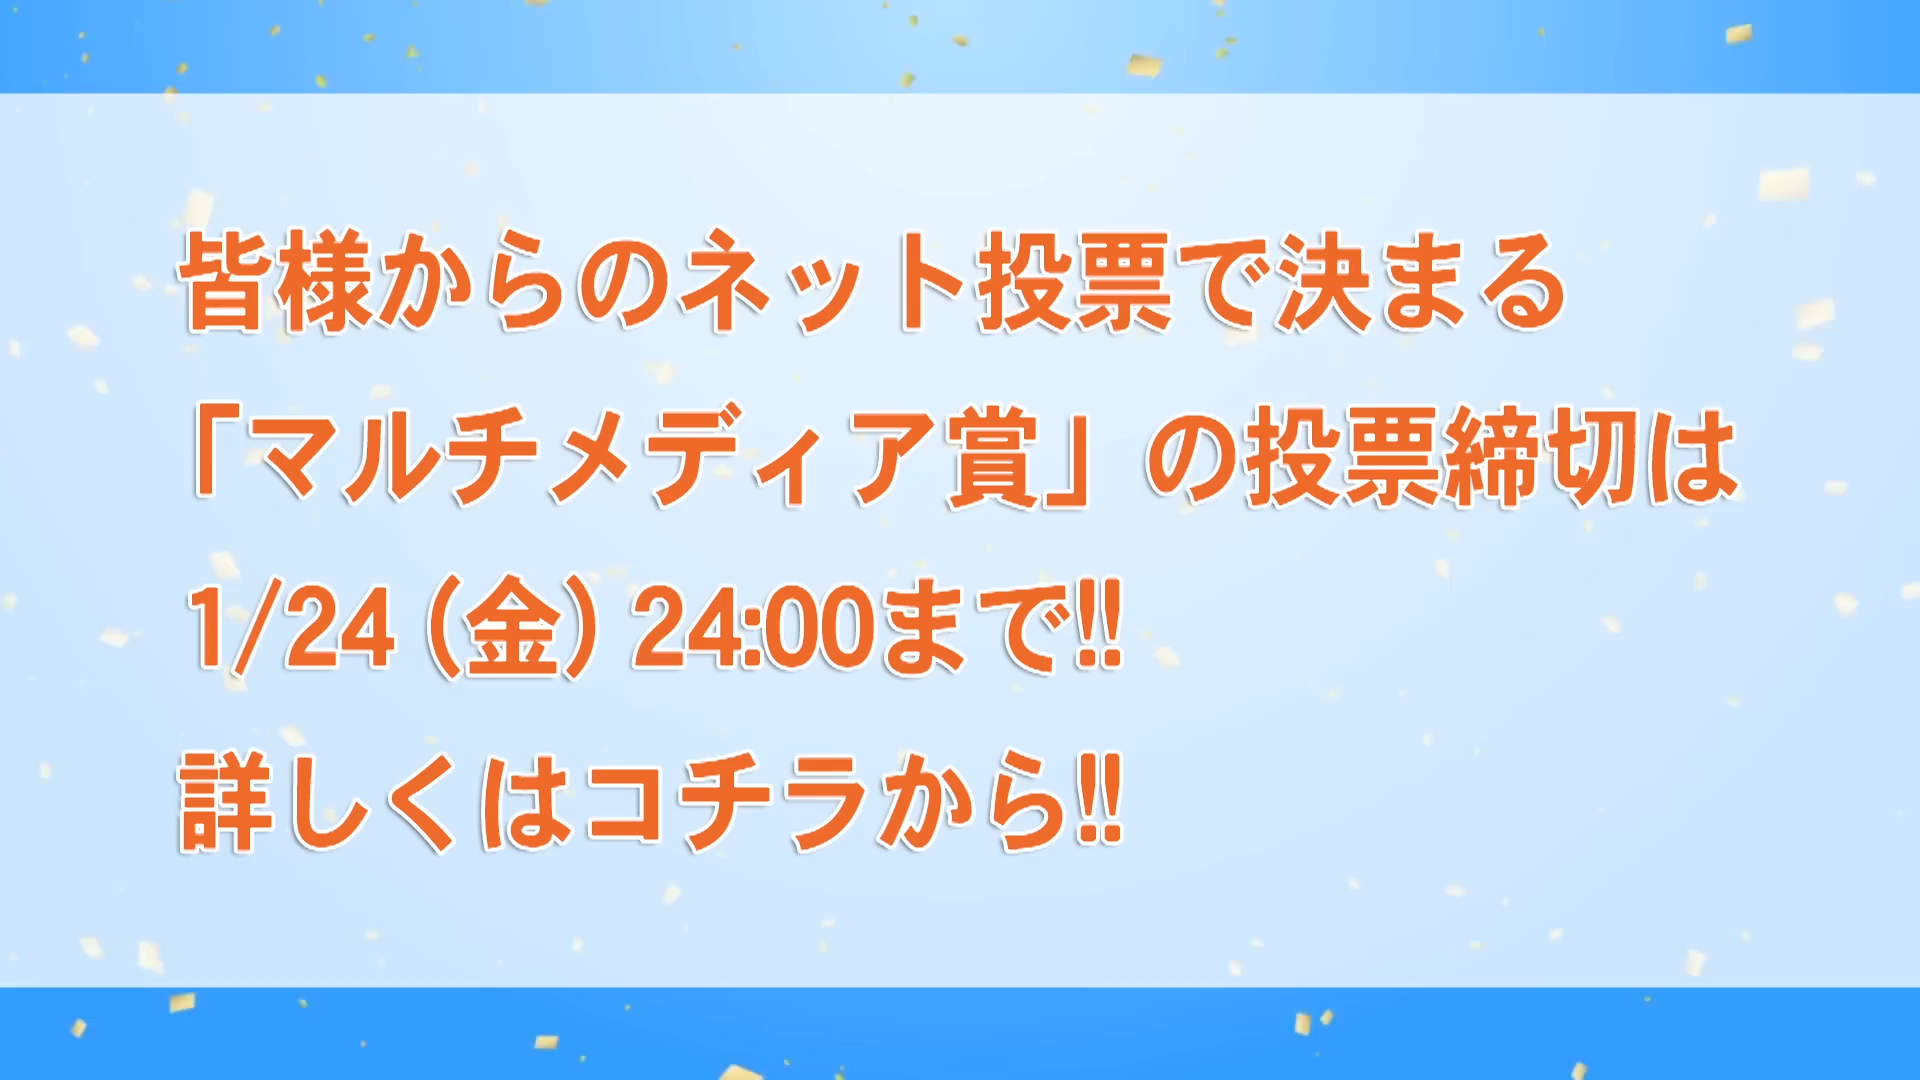 皆様からのネット投票で決まる
「マルチメディア賞」の投票締切は
1/24（金）24:00まで!!
詳しくはコチラから!!